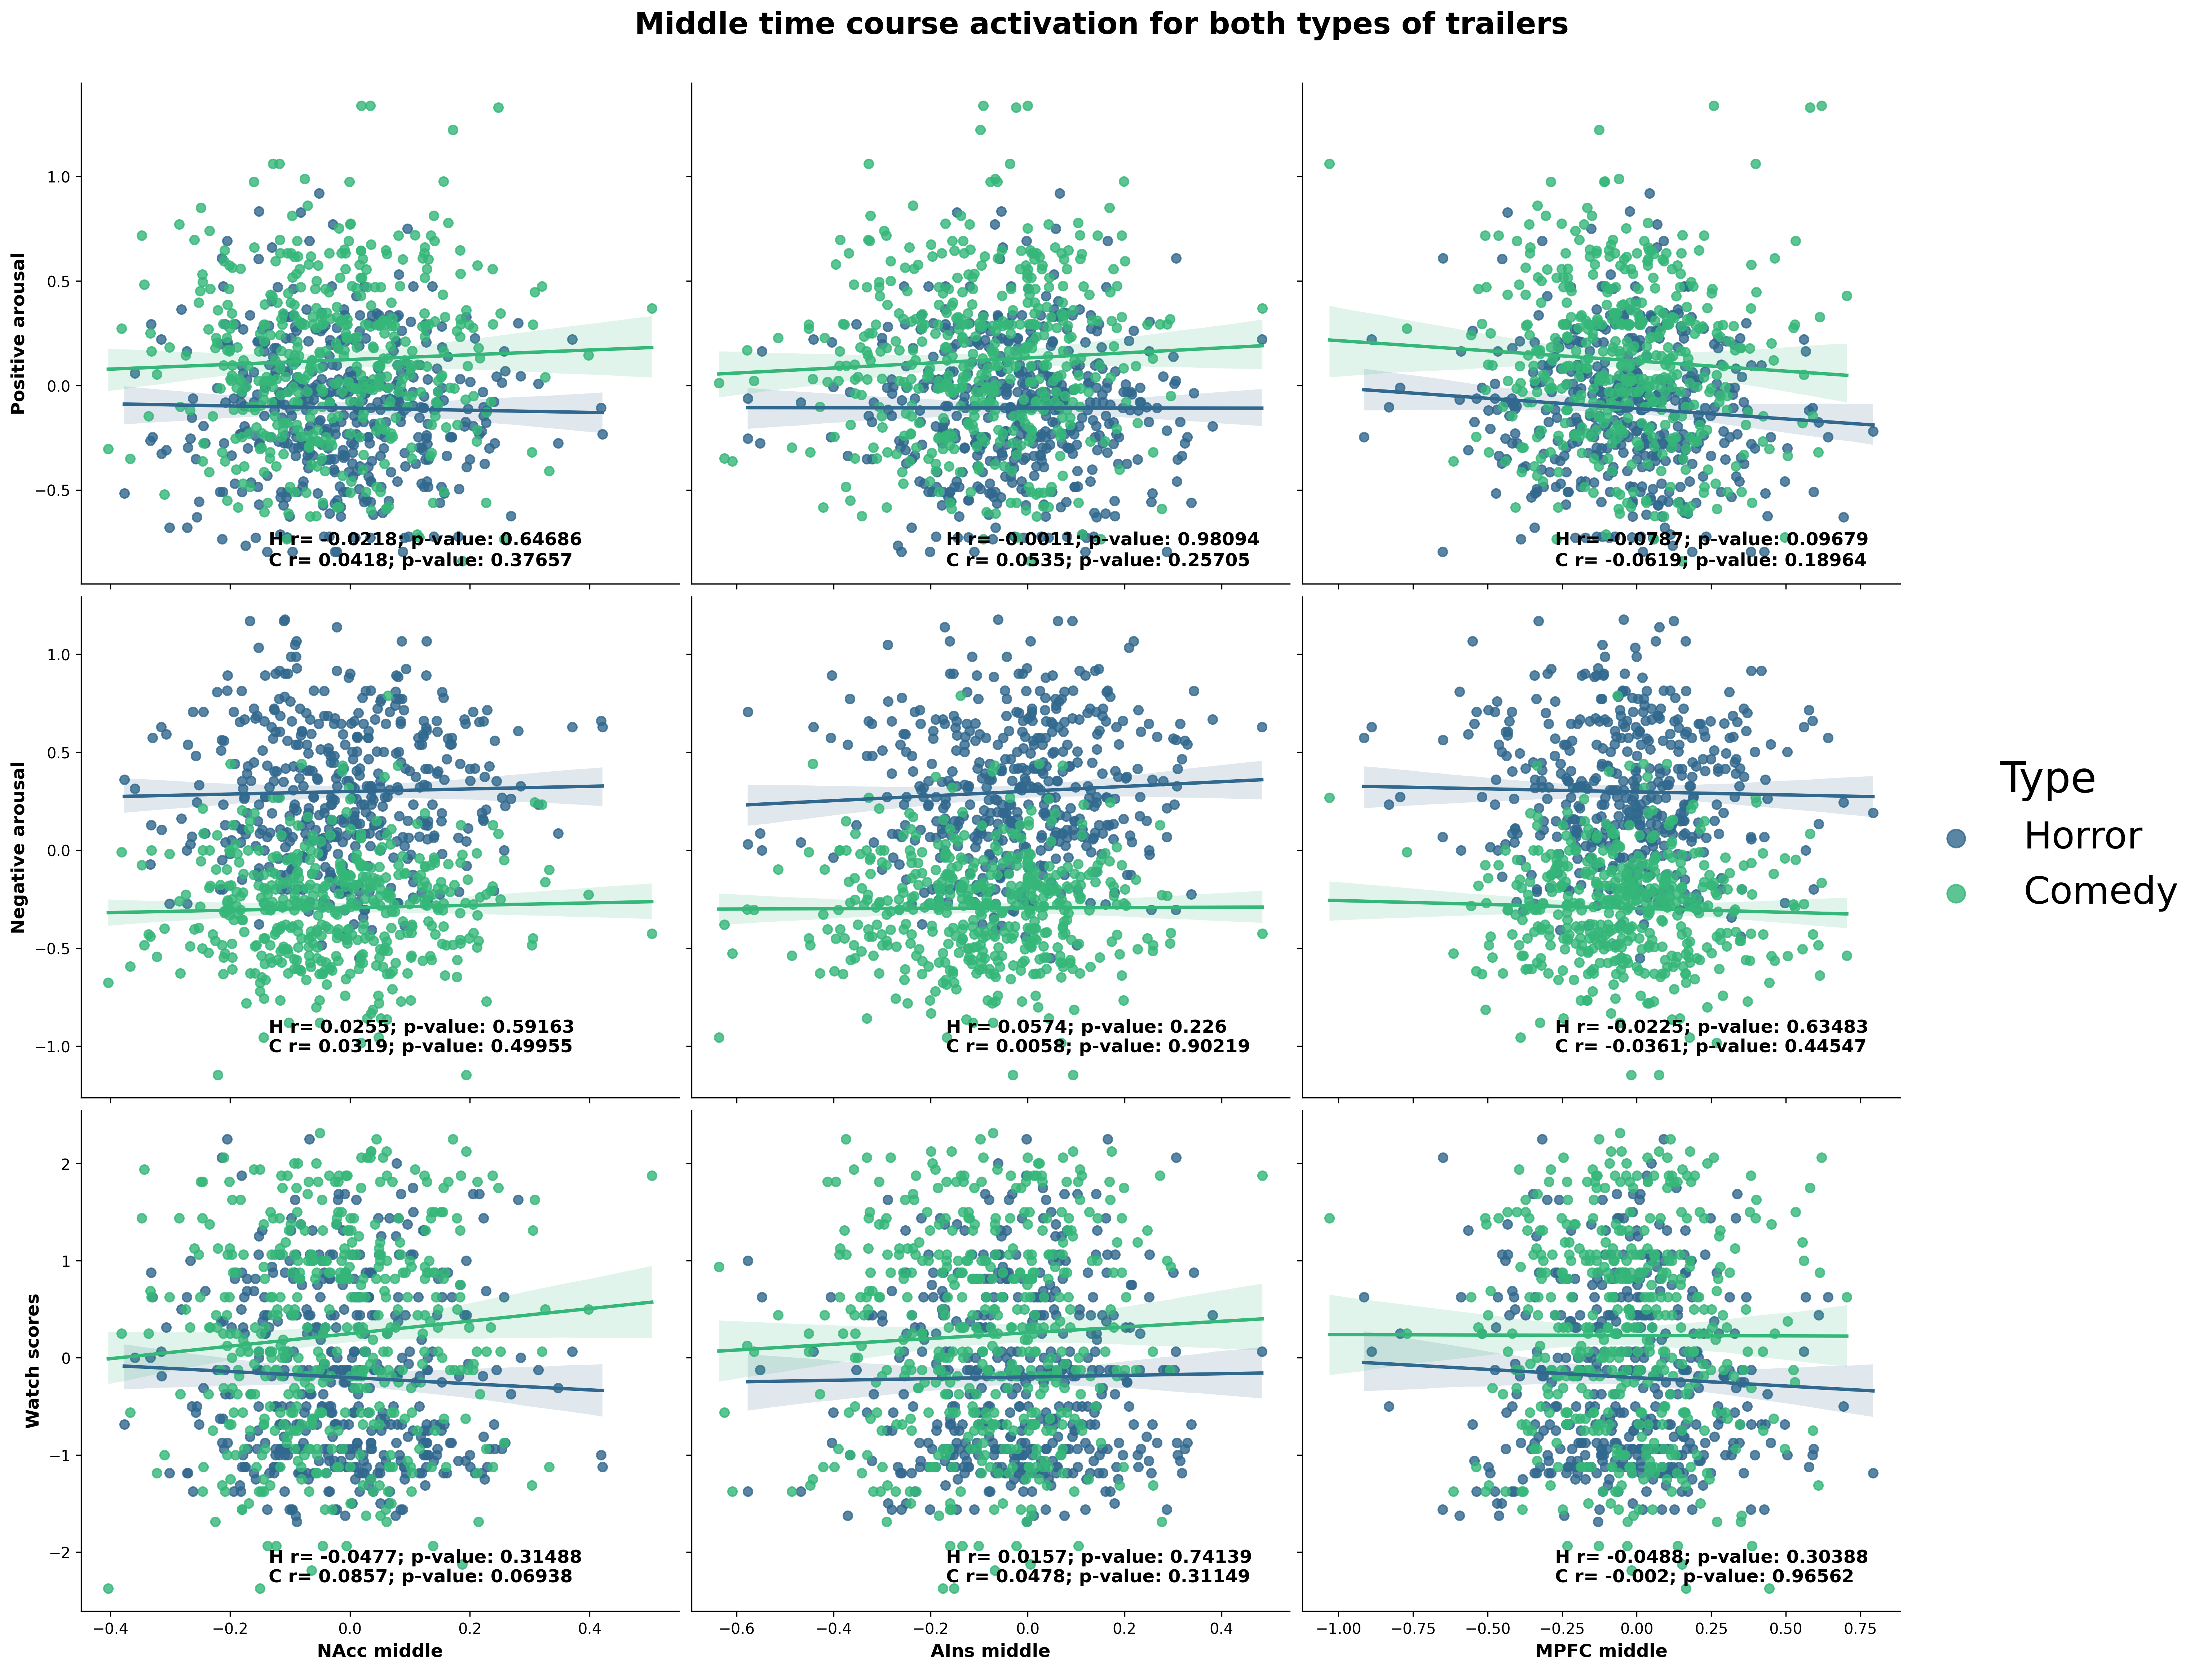 Middle time course activation for both types of trailers
Positive arousal
1.0
0.5
0.0
−0.5
H r= -0.0218; p-value: 0.64686
C r= 0.0418; p-value: 0.37657
H r= -0.0011; p-value: 0.98094
C r= 0.0535; p-value: 0.25705
H r= -0.0787; p-value: 0.09679
C r= -0.0619; p-value: 0.18964
Negative arousal
1.0
0.5
0.0
−0.5
−1.0
H r= 0.0255; p-value: 0.59163
C r= 0.0319; p-value: 0.49955
H r= 0.0574; p-value: 0.226
C r= 0.0058; p-value: 0.90219
H r= -0.0225; p-value: 0.63483
C r= -0.0361; p-value: 0.44547
Type
Horror
Comedy
Watch scores
2
1
0
−1
−2
H r= -0.0477; p-value: 0.31488
C r= 0.0857; p-value: 0.06938
H r= 0.0157; p-value: 0.74139
C r= 0.0478; p-value: 0.31149
H r= -0.0488; p-value: 0.30388
C r= -0.002; p-value: 0.96562
−0.4 −0.2 0.0 0.2 0.4
NAcc middle
−0.6 −0.4 −0.2 0.0 0.2 0.4
AIns middle
−1.00 −0.75 −0.50 −0.25 0.00 0.25 0.50 0.75
MPFC middle